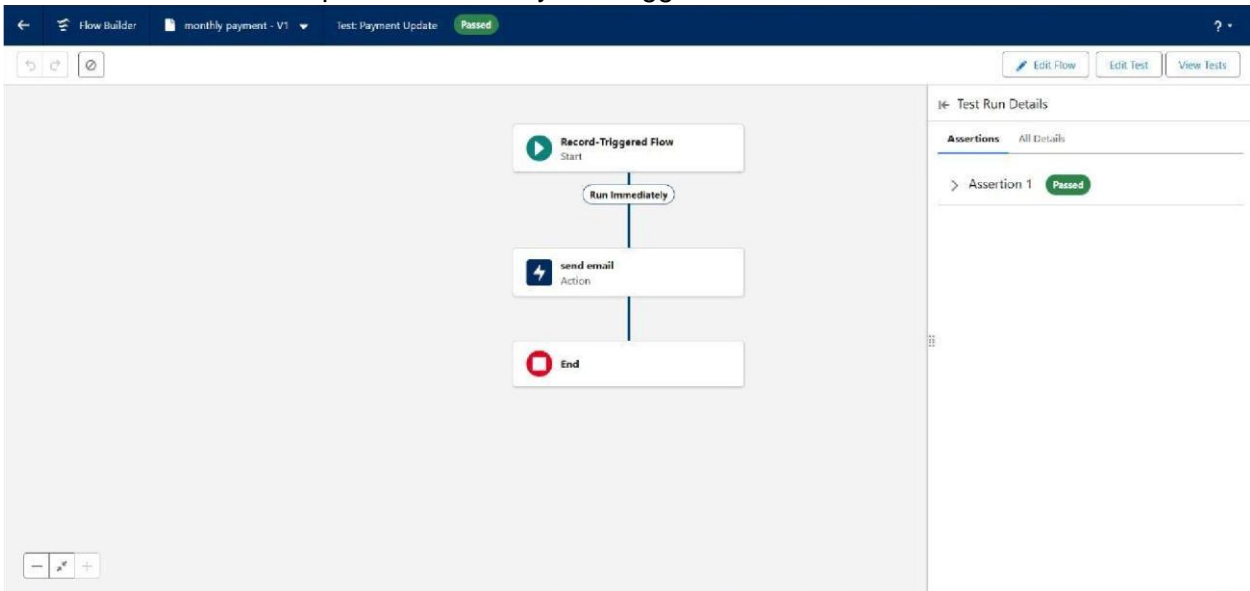 Flow Builder monthly payment - V1 Test: Payment Update Passed ?
Edit Flow Edit Test View Tests
Test Run Details
Assertions All Details
Assertion 1 Passed
Record-Triggered Flow
Start
Run Immediately
send email
Action
End